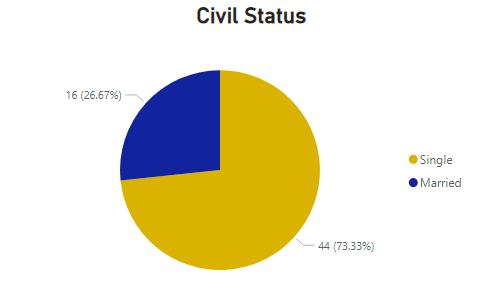 Civil Status
16 (26.67%)
Single
Married
44 (73.33%)